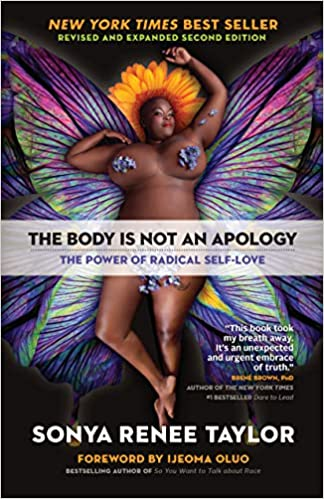 NEW YORK TIMES BEST SELLER
REVISED AND EXPANDED SECOND EDITION
THE BODY IS NOT AN APOLOGY
THE POWER OF RADICAL SELF-LOVE
"This book took
my breath away.
It's an unexpected
and urgent embrace
of truth."
BRENÉ BROWN, PhD
AUTHOR OF THE NEW YORK TIMES
#1 BESTSELLER Dare to Lead
SONYA RENEE TAYLOR
FOREWORD BY IJEOMA OLUO
BESTSELLING AUTHOR OF So You Want to Talk about Race